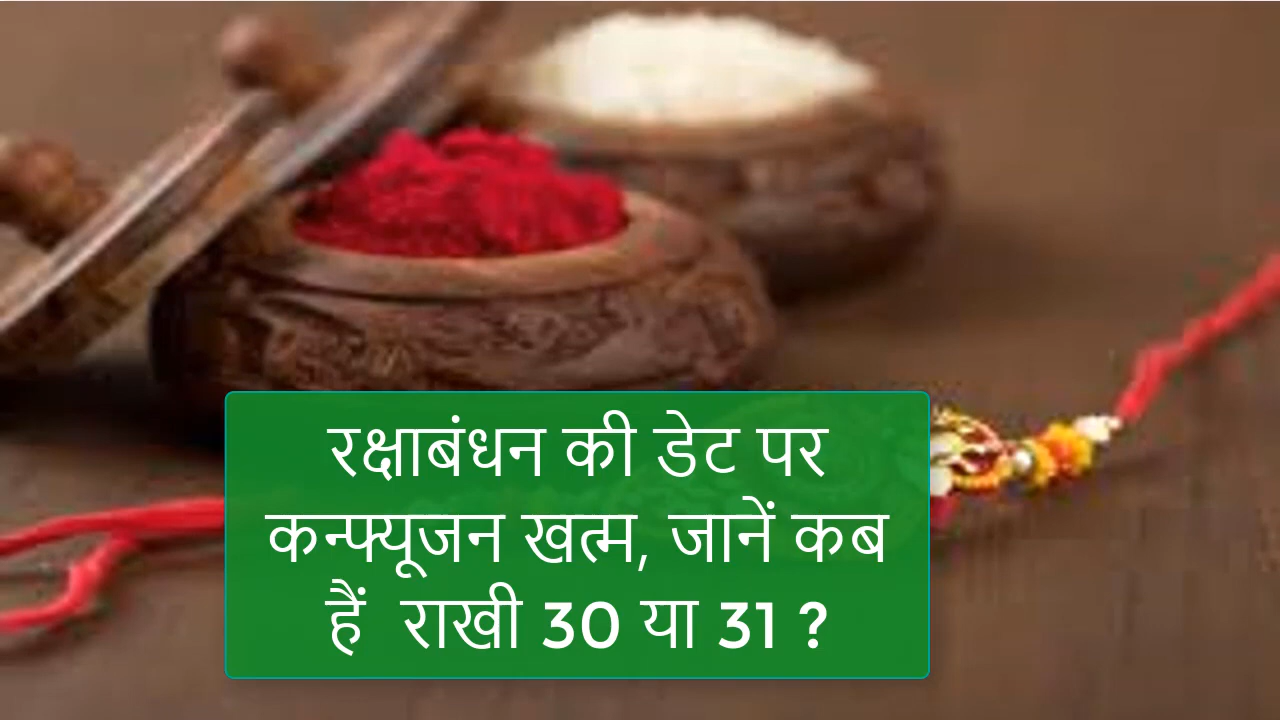 रक्षाबंधन की डेट पर
कन्फ्यूजन खत्म, जानें कब
हैं राखी 30 या 31 ?